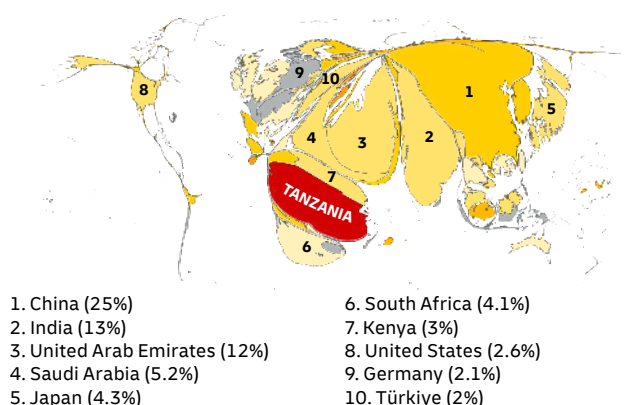 8
9
10
1
5
4
3
2
7
TANZANIA
6
1. China (25%)
2. India (13%)
3. United Arab Emirates (12%)
4. Saudi Arabia (5.2%)
5. Japan (4.3%)
6. South Africa (4.1%)
7. Kenya (3%)
8. United States (2.6%)
9. Germany (2.1%)
10. Türkiye (2%)